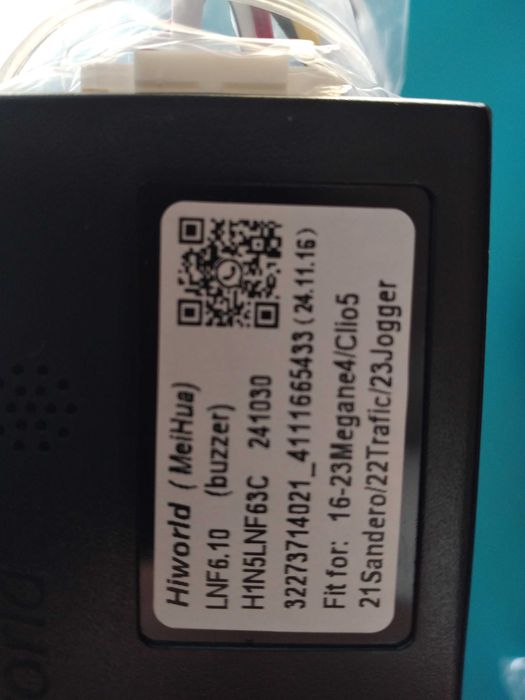 Hiworld (MeiHua)
LNF6.10 (buzzer)
H1N5LNF63C 241030
32273714021_4111665433 (24.11.16)
Fit for: 16-23Megane4/Clio5
21Sandero/22Trafic/23Jogger
world